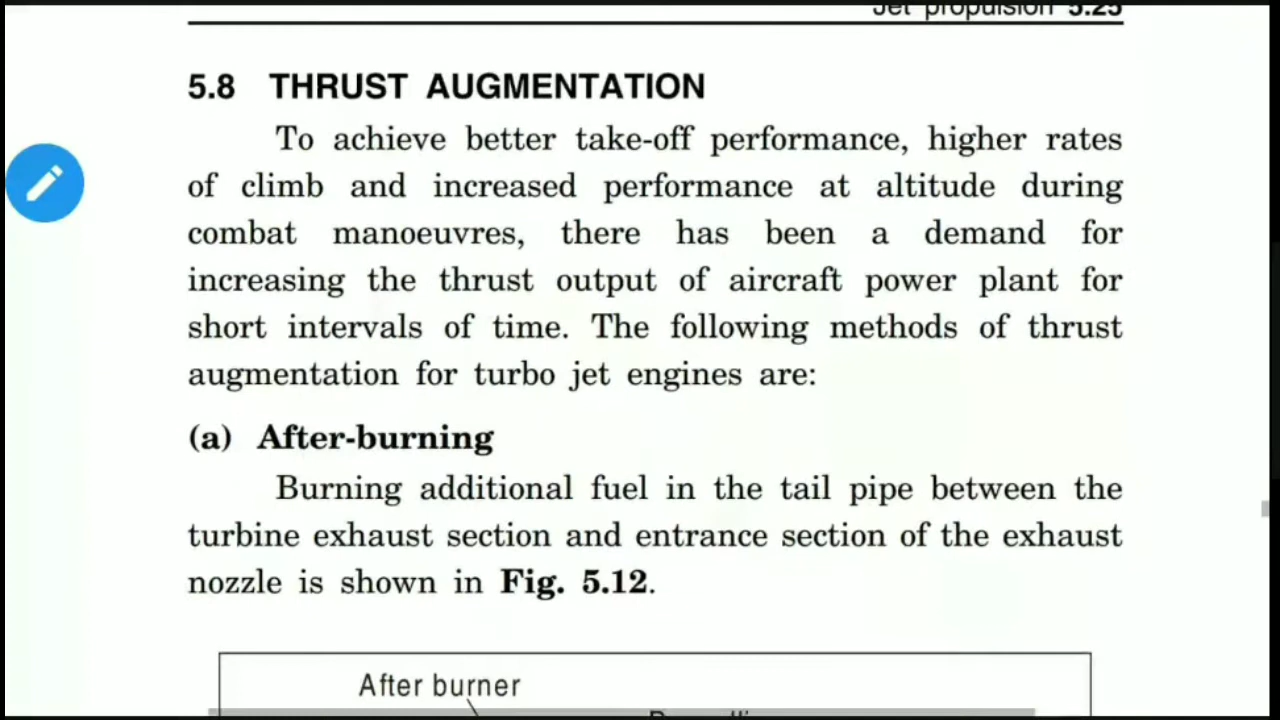 Jet propulsion 5.25
5.8 THRUST AUGMENTATION
To achieve better take-off performance, higher rates
of climb and increased performance at altitude during
combat manoeuvres, there has been a demand for
increasing the thrust output of aircraft power plant for
short intervals of time. The following methods of thrust
augmentation for turbo jet engines are:
(a) After-burning
Burning additional fuel in the tail pipe between the
turbine exhaust section and entrance section of the exhaust
nozzle is shown in Fig. 5.12.
After burner